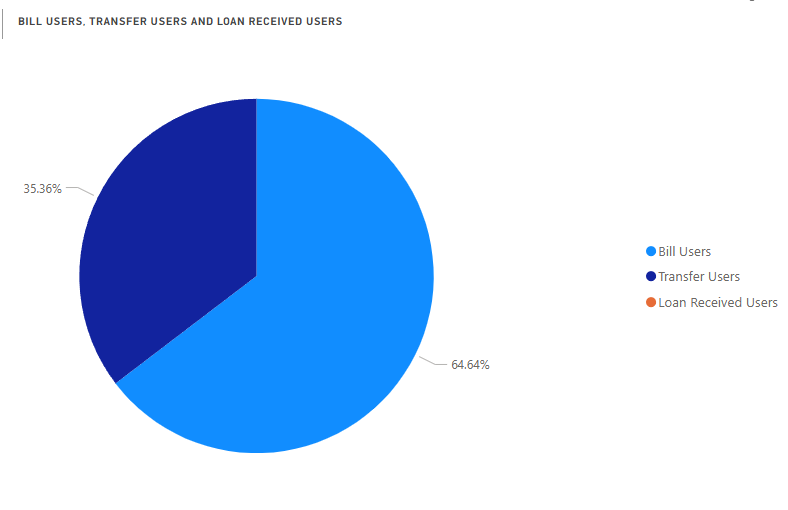 BILL USERS, TRANSFER USERS AND LOAN RECEIVED USERS
35.36%
64.64%
Bill Users
Transfer Users
Loan Received Users